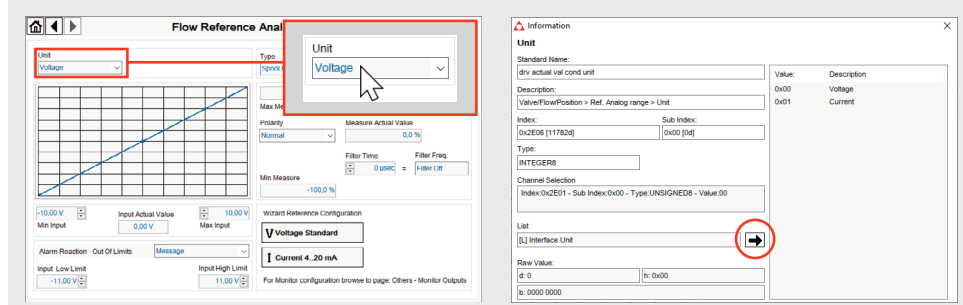 Flow Reference Anal
Unit
Voltage
Unit
Voltage
Type
Spool
Max Me
Polarity
Measure Actual Value
Normal
0,0 %
Filter Time
Filter Freq.
0 µsec
=
Filter Off
Min Measure
-100,0 %
-10,00 V
Input Actual Value
10,00 V
Min Input
0,00 V
Max Input
Wizard Reference Configuration
V Voltage Standard
I Current 4..20 mA
Alarm Reaction - Out Of Limits
Message
Input Low Limit
Input High Limit
-11,00 V
11,00 V
For Monitor configuration browse to page: Others - Monitor Outputs
Information
Unit
Standard Name:
drv actual val cond unit
Description:
Valve/Flow/Position > Ref. Analog range > Unit
Index:
Sub Index:
0x2E06 [11782d]
0x00 [0d]
Type:
INTEGER8
Channel Selection
Index:0x2E01 - Sub Index:0x00 - Type:UNSIGNED8 - Value:00
List
[L] Interface Unit
Raw Value:
d: 0
h: 0x00
b: 0000 0000
Value:
Description
0x00
Voltage
0x01
Current